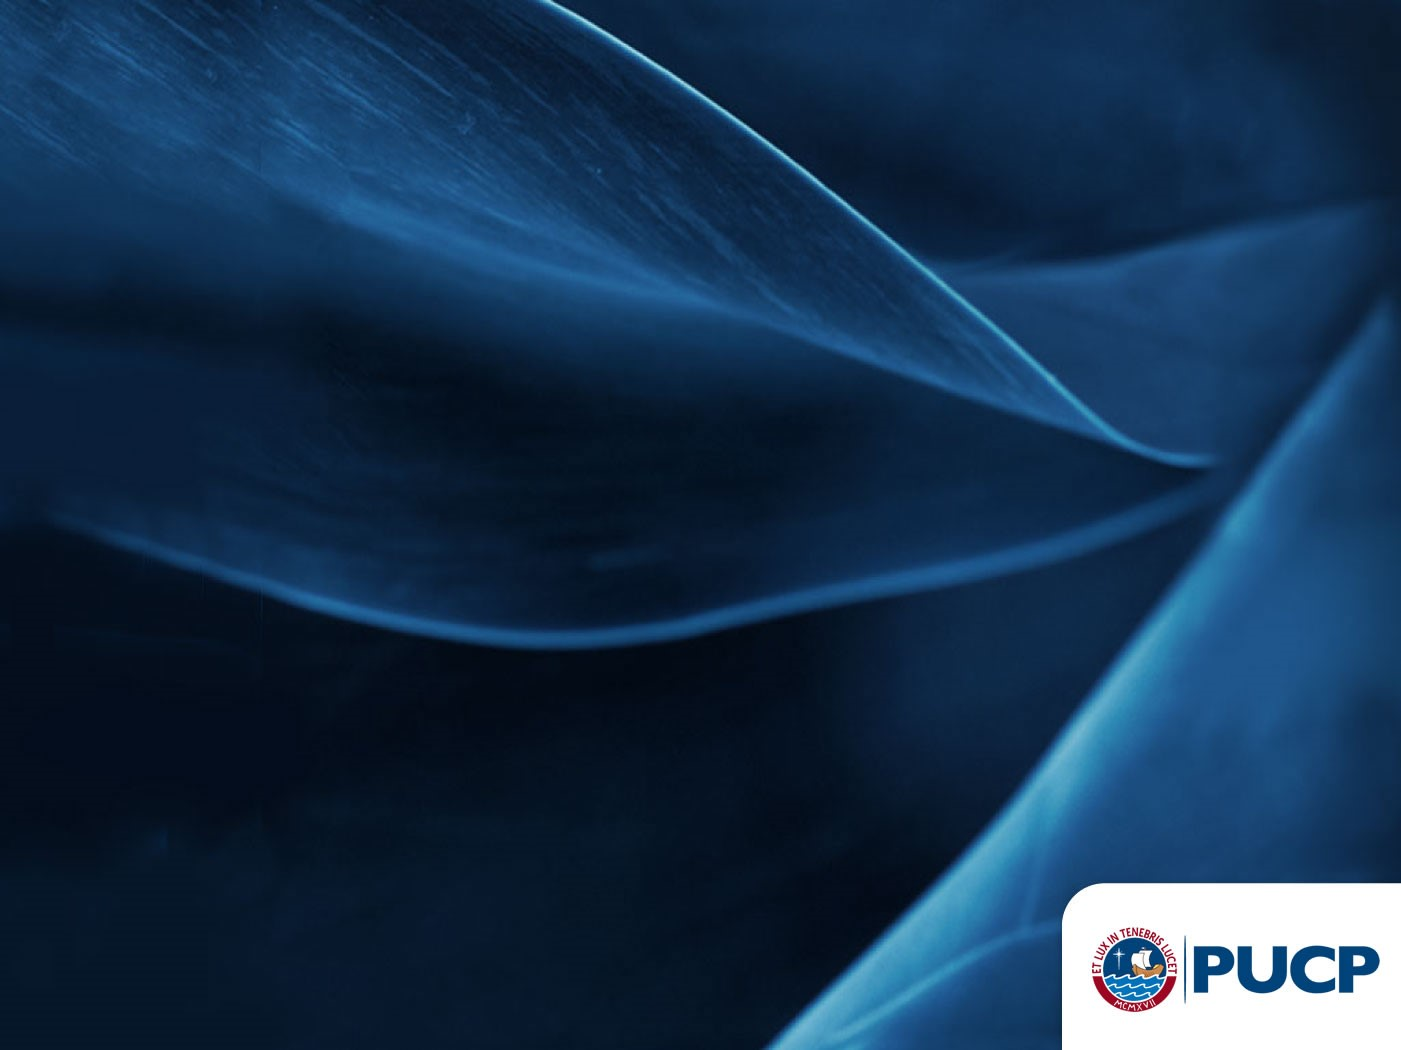 ET LUX IN TENEBRIS LUCET
MCMXVII
PUCP